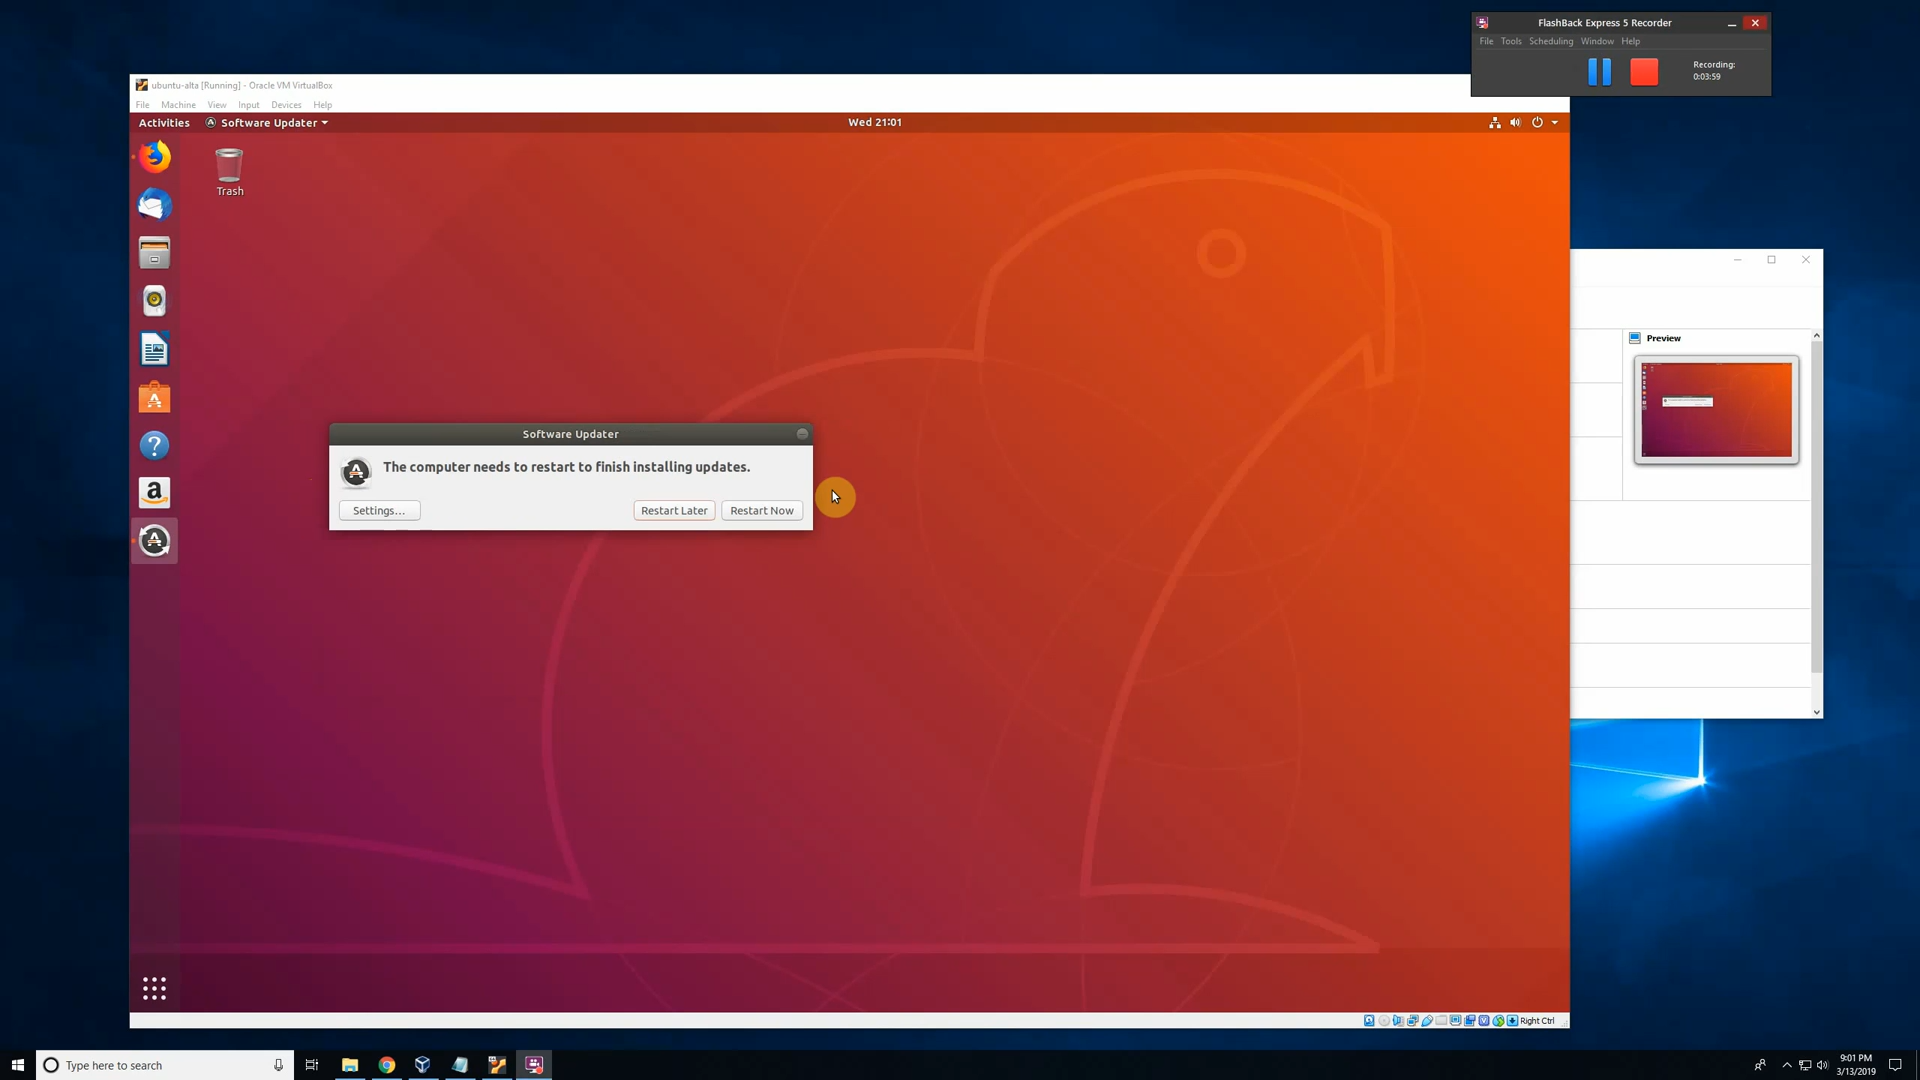 FlashBack Express 5 Recorder
File Tools Scheduling Window Help
Recording:
0:03:59
ubuntu-alta [Running] - Oracle VM VirtualBox
File Machine View Input Devices Help
Activities Software Updater Wed 21:01
Trash
Preview
Software Updater
The computer needs to restart to finish installing updates.
Settings... Restart Later Restart Now
Right Ctrl
Type here to search
9:01 PM
3/13/2019